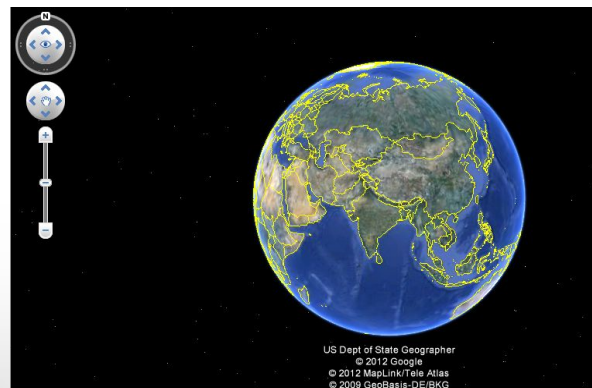 N
US Dept of State Geographer
© 2012 Google
© 2012 MapLink/Tele Atlas
© 2009 GeoBasis-DE/BKG